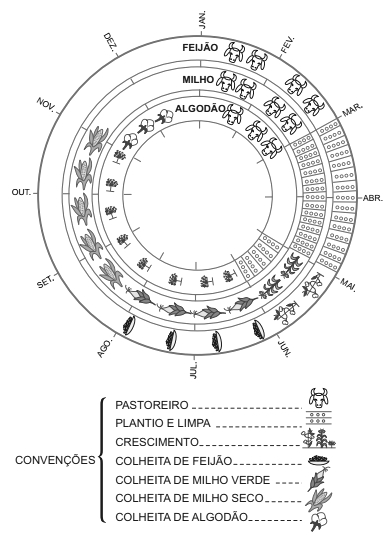 JAN.
FEV.
MAR.
ABR.
MAI.
JUN.
JUL.
AGO.
SET.
OUT.
NOV.
DEZ.
FEIJÃO
MILHO
ALGODÃO
CONVENÇÕES
PASTOREIRO
PLANTIO E LIMPA
CRESCIMENTO
COLHEITA DE FEIJÃO
COLHEITA DE MILHO VERDE
COLHEITA DE MILHO SECO
COLHEITA DE ALGODÃO